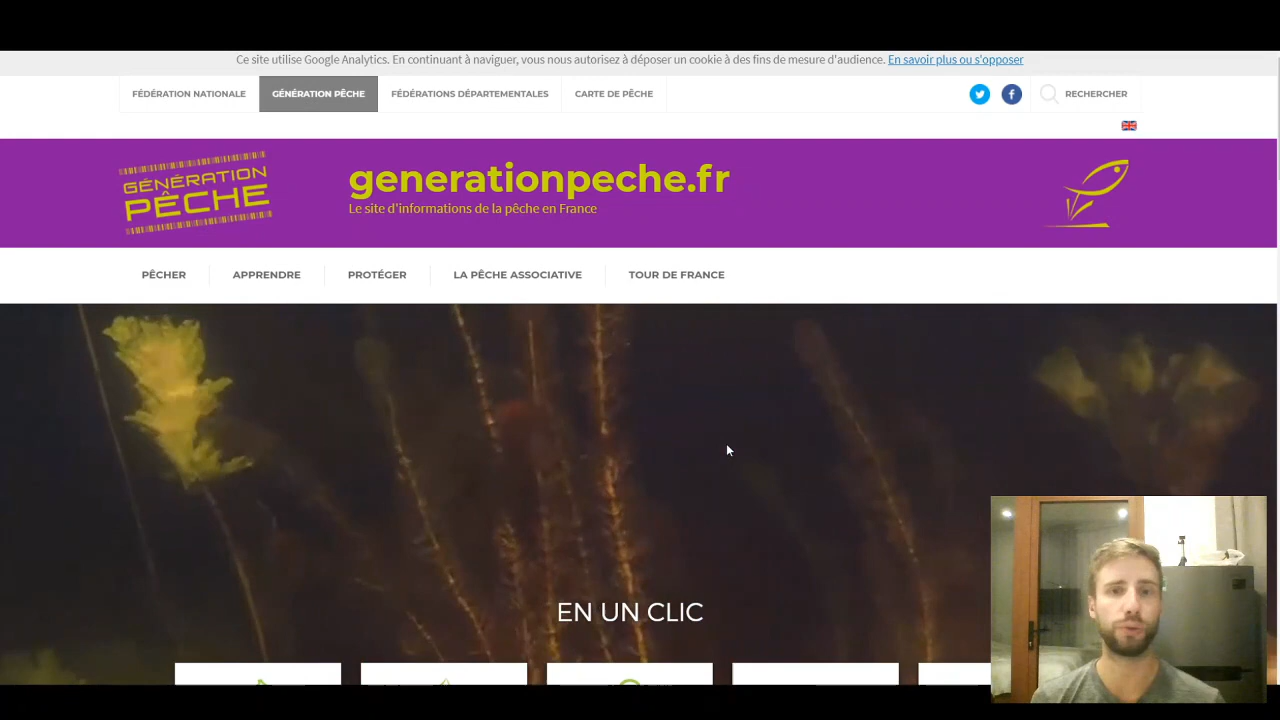 Ce site utilise Google Analytics. En continuant à naviguer, vous nous autorisez à déposer un cookie à des fins de mesure d'audience. En savoir plus ou s'opposer
FÉDÉRATION NATIONALE
GÉNÉRATION PÊCHE
FÉDÉRATIONS DÉPARTEMENTALES
CARTE DE PÊCHE
RECHERCHER
GÉNÉRATION
PÊCHE
generationpeche.fr
Le site d'informations de la pêche en France
PÊCHER
APPRENDRE
PROTÉGER
LA PÊCHE ASSOCIATIVE
TOUR DE FRANCE
EN UN CLIC